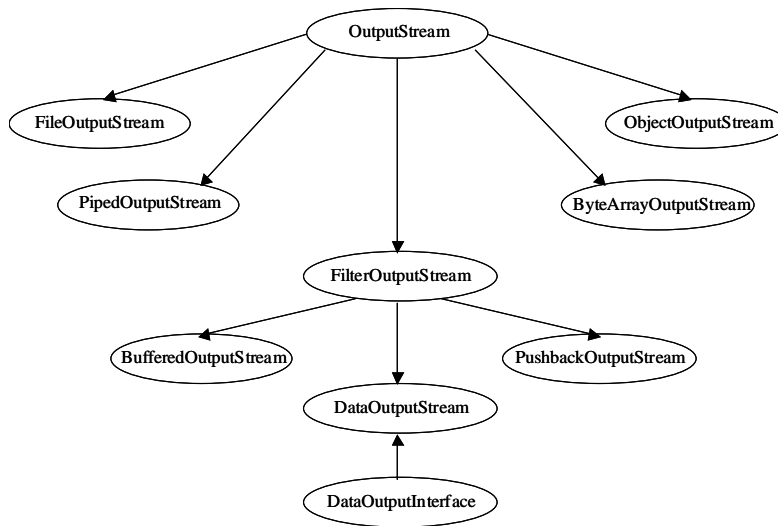 OutputStream
FileOutputStream
ObjectOutputStream
PipedOutputStream
ByteArrayOutputStream
FilterOutputStream
BufferedOutputStream
PushbackOutputStream
DataOutputStream
DataOutputInterface